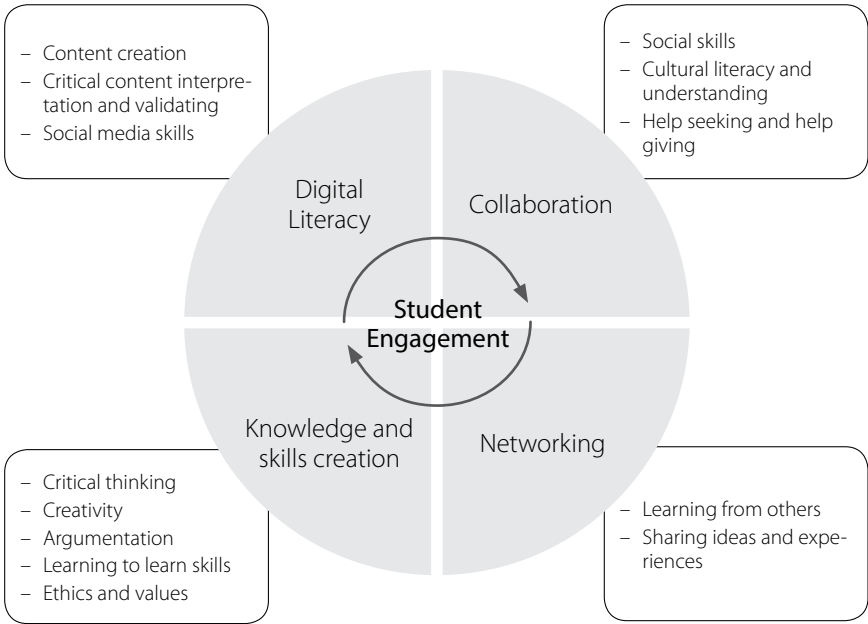 – Content creation
– Critical content interpre-
tation and validating
– Social media skills
– Social skills
– Cultural literacy and
understanding
– Help seeking and help
giving
Digital
Literacy
Collaboration
Student
Engagement
Knowledge and
skills creation
Networking
– Critical thinking
– Creativity
– Argumentation
– Learning to learn skills
– Ethics and values
– Learning from others
– Sharing ideas and expe-
riences